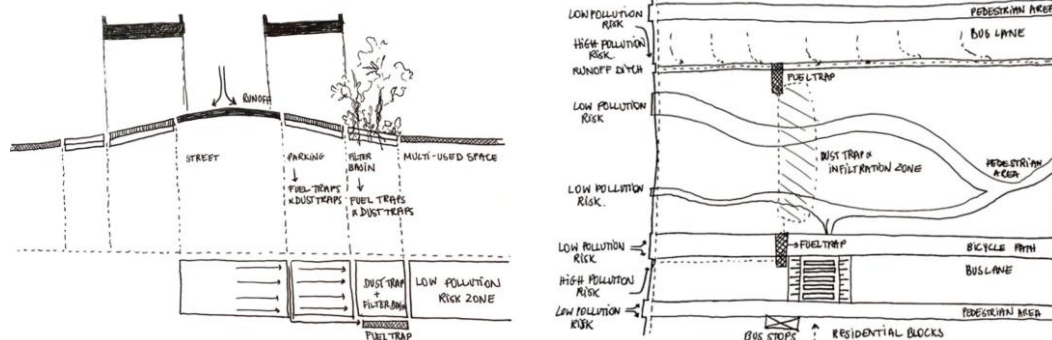 RUNOFF
STREET
PARKING
FUEL TRAPS
x DUST TRAPS
FILTER
BASIN
FUEL TRAPS
x DUST TRAPS
MULTI-USED SPACE
DUST TRAP
+
FILTER BASIN
LOW POLLUTION
RISK ZONE
FUEL TRAP
LOW POLLUTION
RISK
PEDESTRIAN AREA
BUS LANE
HIGH POLLUTION
RISK.
RUNOFF DITCH
FUEL TRAP
LOW POLLUTION
RISK
DUST TRAP x
INFILTRATION ZONE
PEDESTRIAN
AREA
LOW POLLUTION
RISK.
LOW POLLUTION
RISK
FUEL TRAP
BICYCLE PATH
HIGH POLLUTION
RISK
BUS LANE
LOW POLLUTION
RISK
PEDESTRIAN AREA
BUS STOPS
RESIDENTIAL BLOCKS